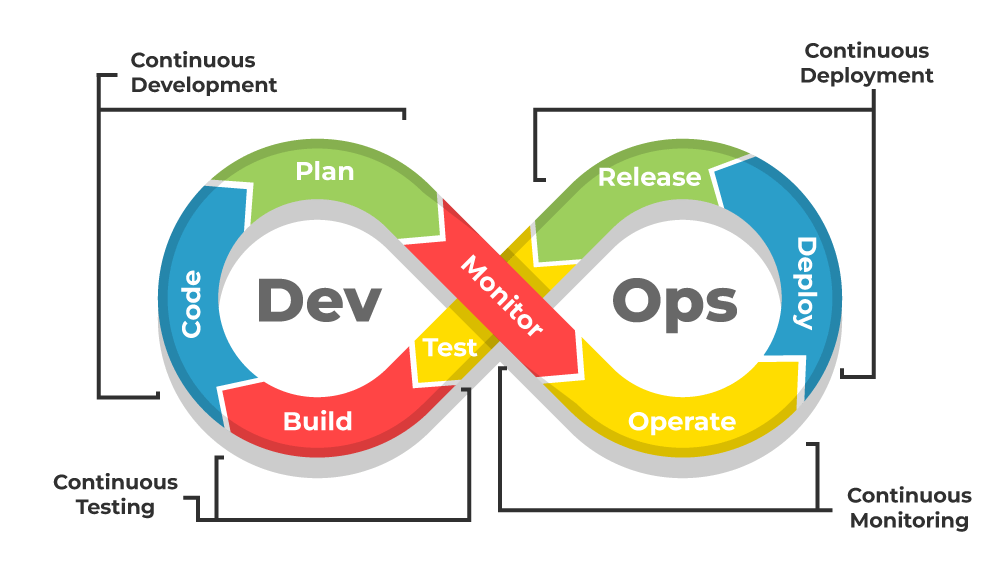 Continuous
Development
Continuous
Deployment
Plan
Release
Code
Dev
Monitor
Ops
Deploy
Test
Build
Operate
Continuous
Testing
Continuous
Monitoring